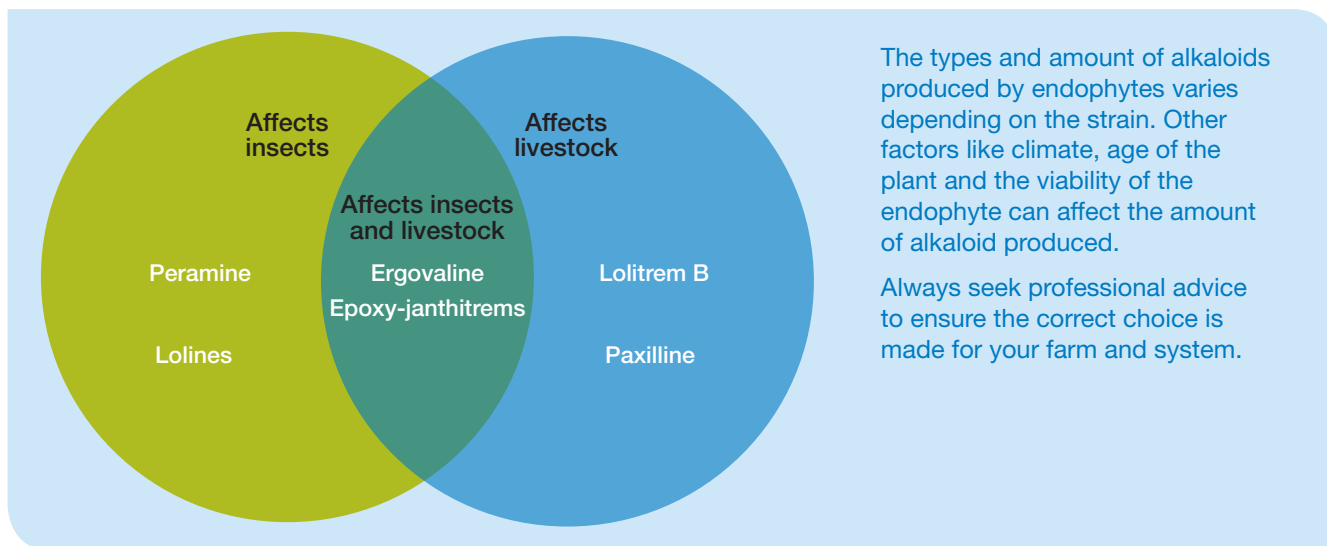 Affects
insects
Affects
livestock
Affects insects
and livestock
Peramine
Lolines
Ergovaline
Epoxy-janthitrems
Lolitrem B
Paxilline
The types and amount of alkaloids
produced by endophytes varies
depending on the strain. Other
factors like climate, age of the
plant and the viability of the
endophyte can affect the amount
of alkaloid produced.
Always seek professional advice
to ensure the correct choice is
made for your farm and system.